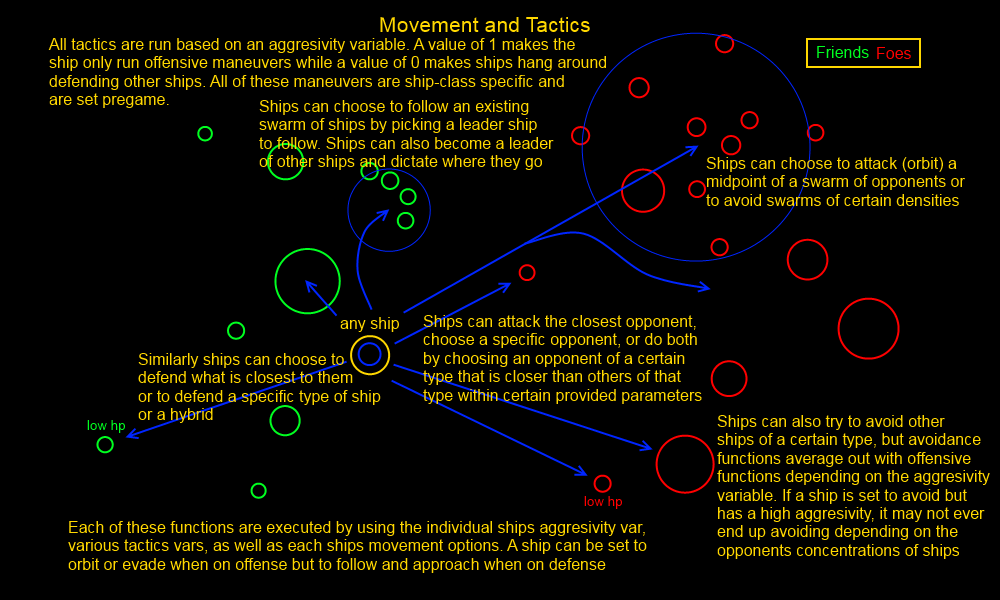 Movement and Tactics
All tactics are run based on an aggresivity variable. A value of 1 makes the
ship only run offensive maneuvers while a value of 0 makes ships hang around
defending other ships. All of these maneuvers are ship-class specific and
are set pregame.
Friends Foes
Ships can choose to follow an existing
swarm of ships by picking a leader ship
to follow. Ships can also become a leader
of other ships and dictate where they go
Ships can choose to attack (orbit) a
midpoint of a swarm of opponents or
to avoid swarms of certain densities
any ship
Ships can attack the closest opponent,
choose a specific opponent, or do both
by choosing an opponent of a certain
type that is closer than others of that
type within certain provided parameters
Similarly ships can choose to
defend what is closest to them
or to defend a specific type of ship
or a hybrid
low hp
low hp
Ships can also try to avoid other
ships of a certain type, but avoidance
functions average out with offensive
functions depending on the aggresivity
variable. If a ship is set to avoid but
has a high aggresivity, it may not ever
end up avoiding depending on the
opponents concentrations of ships
Each of these functions are executed by using the individual ships aggresivity var,
various tactics vars, as well as each ships movement options. A ship can be set to
orbit or evade when on offense but to follow and approach when on defense